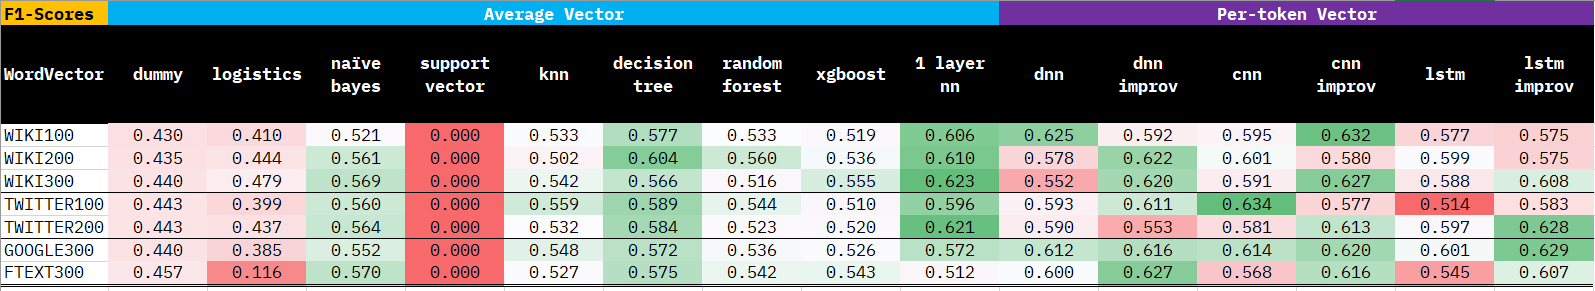 F1-Scores Average Vector Per-token Vector
WordVector dummy logistics naïve bayes support vector knn decision tree random forest xgboost 1 layer nn dnn dnn improv cnn cnn improv lstm lstm improv
WIKI100 0.430 0.410 0.521 0.000 0.533 0.577 0.533 0.519 0.606 0.625 0.592 0.595 0.632 0.577 0.575
WIKI200 0.435 0.444 0.561 0.000 0.502 0.604 0.560 0.536 0.610 0.578 0.622 0.601 0.580 0.599 0.575
WIKI300 0.440 0.479 0.569 0.000 0.542 0.566 0.516 0.555 0.623 0.552 0.620 0.591 0.627 0.588 0.608
TWITTER100 0.443 0.399 0.560 0.000 0.559 0.589 0.544 0.510 0.596 0.593 0.611 0.634 0.577 0.514 0.583
TWITTER200 0.443 0.437 0.564 0.000 0.532 0.584 0.523 0.520 0.621 0.590 0.553 0.581 0.613 0.597 0.628
GOOGLE300 0.440 0.385 0.552 0.000 0.548 0.572 0.536 0.526 0.572 0.612 0.616 0.614 0.620 0.601 0.629
FTEXT300 0.457 0.116 0.570 0.000 0.527 0.575 0.542 0.543 0.512 0.600 0.627 0.568 0.616 0.545 0.607